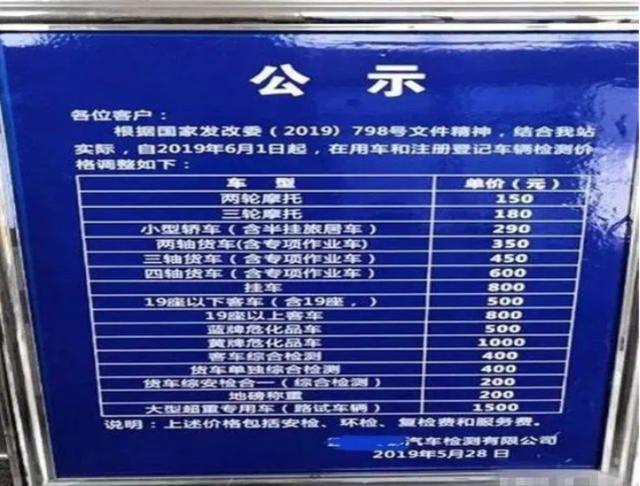 公示
各位客户：
根据国家发改委（2019）798号文件精神，结合我站
实际，自2019年6月1日起，在用车和注册登记车辆检测价
格调整如下：
车型 单价（元）
两轮摩托 150
三轮摩托 180
小型轿车（含半挂旅居车） 290
两轴货车（含专项作业车） 350
三轴货车（含专项作业车） 450
四轴货车（含专项作业车） 600
挂车 800
19座以下客车（含19座，） 500
19座以上客车 800
蓝牌危化品车 500
黄牌危化品车 1000
客车综合检测 400
货车单独综合检测 400
货车综安检合一（综合检测） 200
地磅称重 200
大型超重专用车（路试车辆） 1500
说明：上述价格包括安检、环检、复检费和服务费。
汽车检测有限公司
2019年5月28日